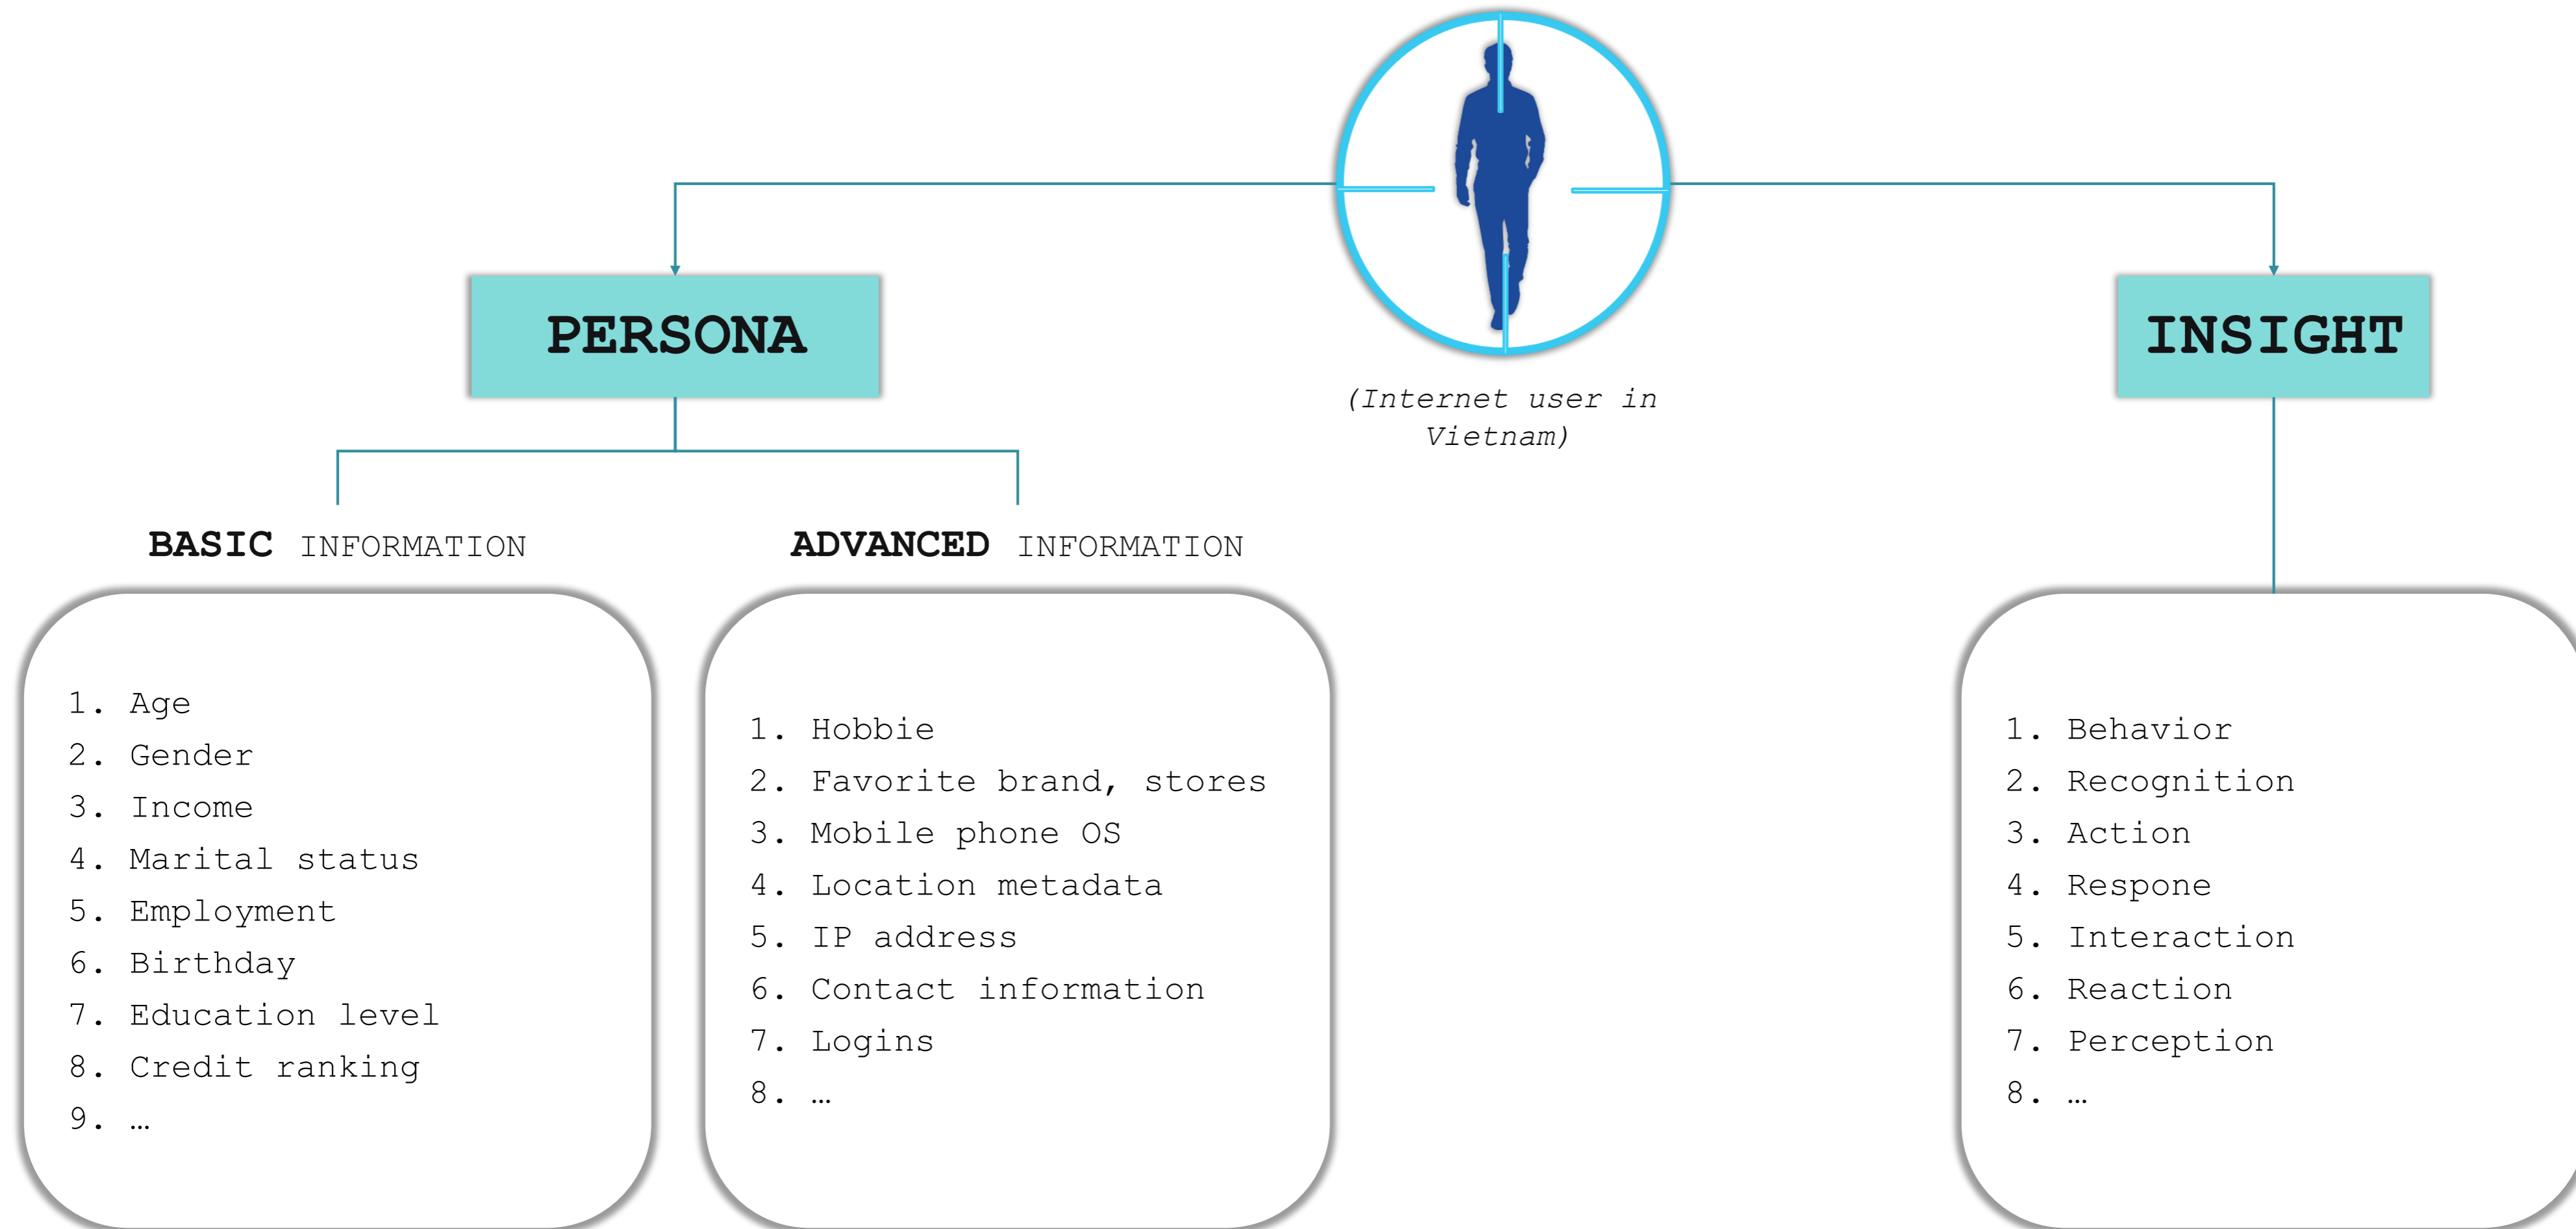 (Internet user in
Vietnam)
PERSONA
BASIC INFORMATION
1. Age
2. Gender
3. Income
4. Marital status
5. Employment
6. Birthday
7. Education level
8. Credit ranking
9. …
ADVANCED INFORMATION
1. Hobbie
2. Favorite brand, stores
3. Mobile phone OS
4. Location metadata
5. IP address
6. Contact information
7. Logins
8. …
INSIGHT
1. Behavior
2. Recognition
3. Action
4. Respone
5. Interaction
6. Reaction
7. Perception
8. …